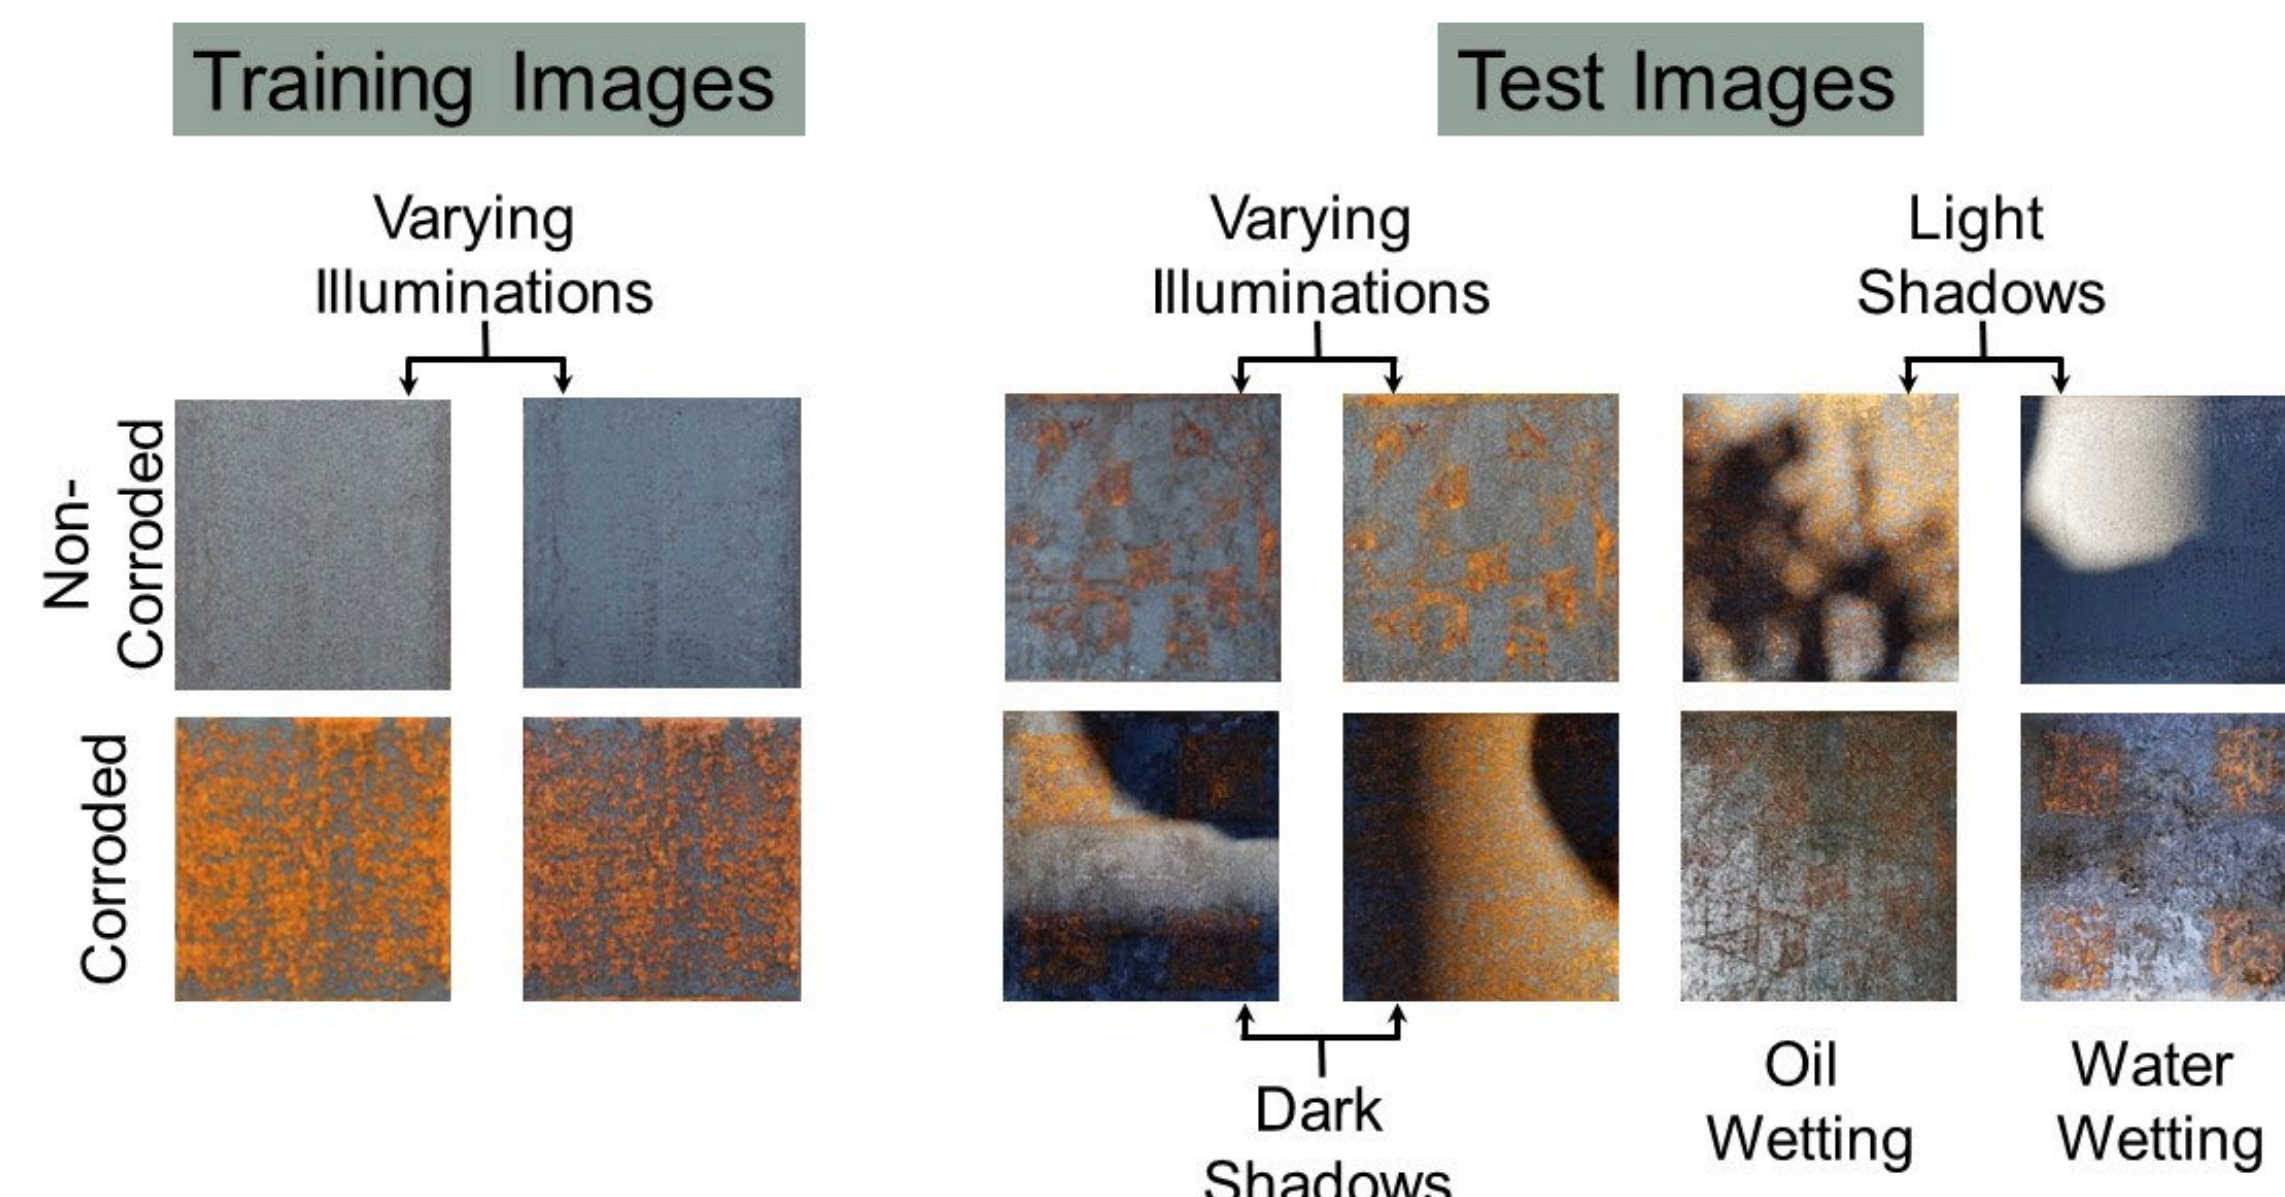 Training Images
Test Images
Varying
Illuminations
Varying
Illuminations
Light
Shadows
Non-
Corroded
Corroded
Dark
Shadows
Oil
Wetting
Water
Wetting